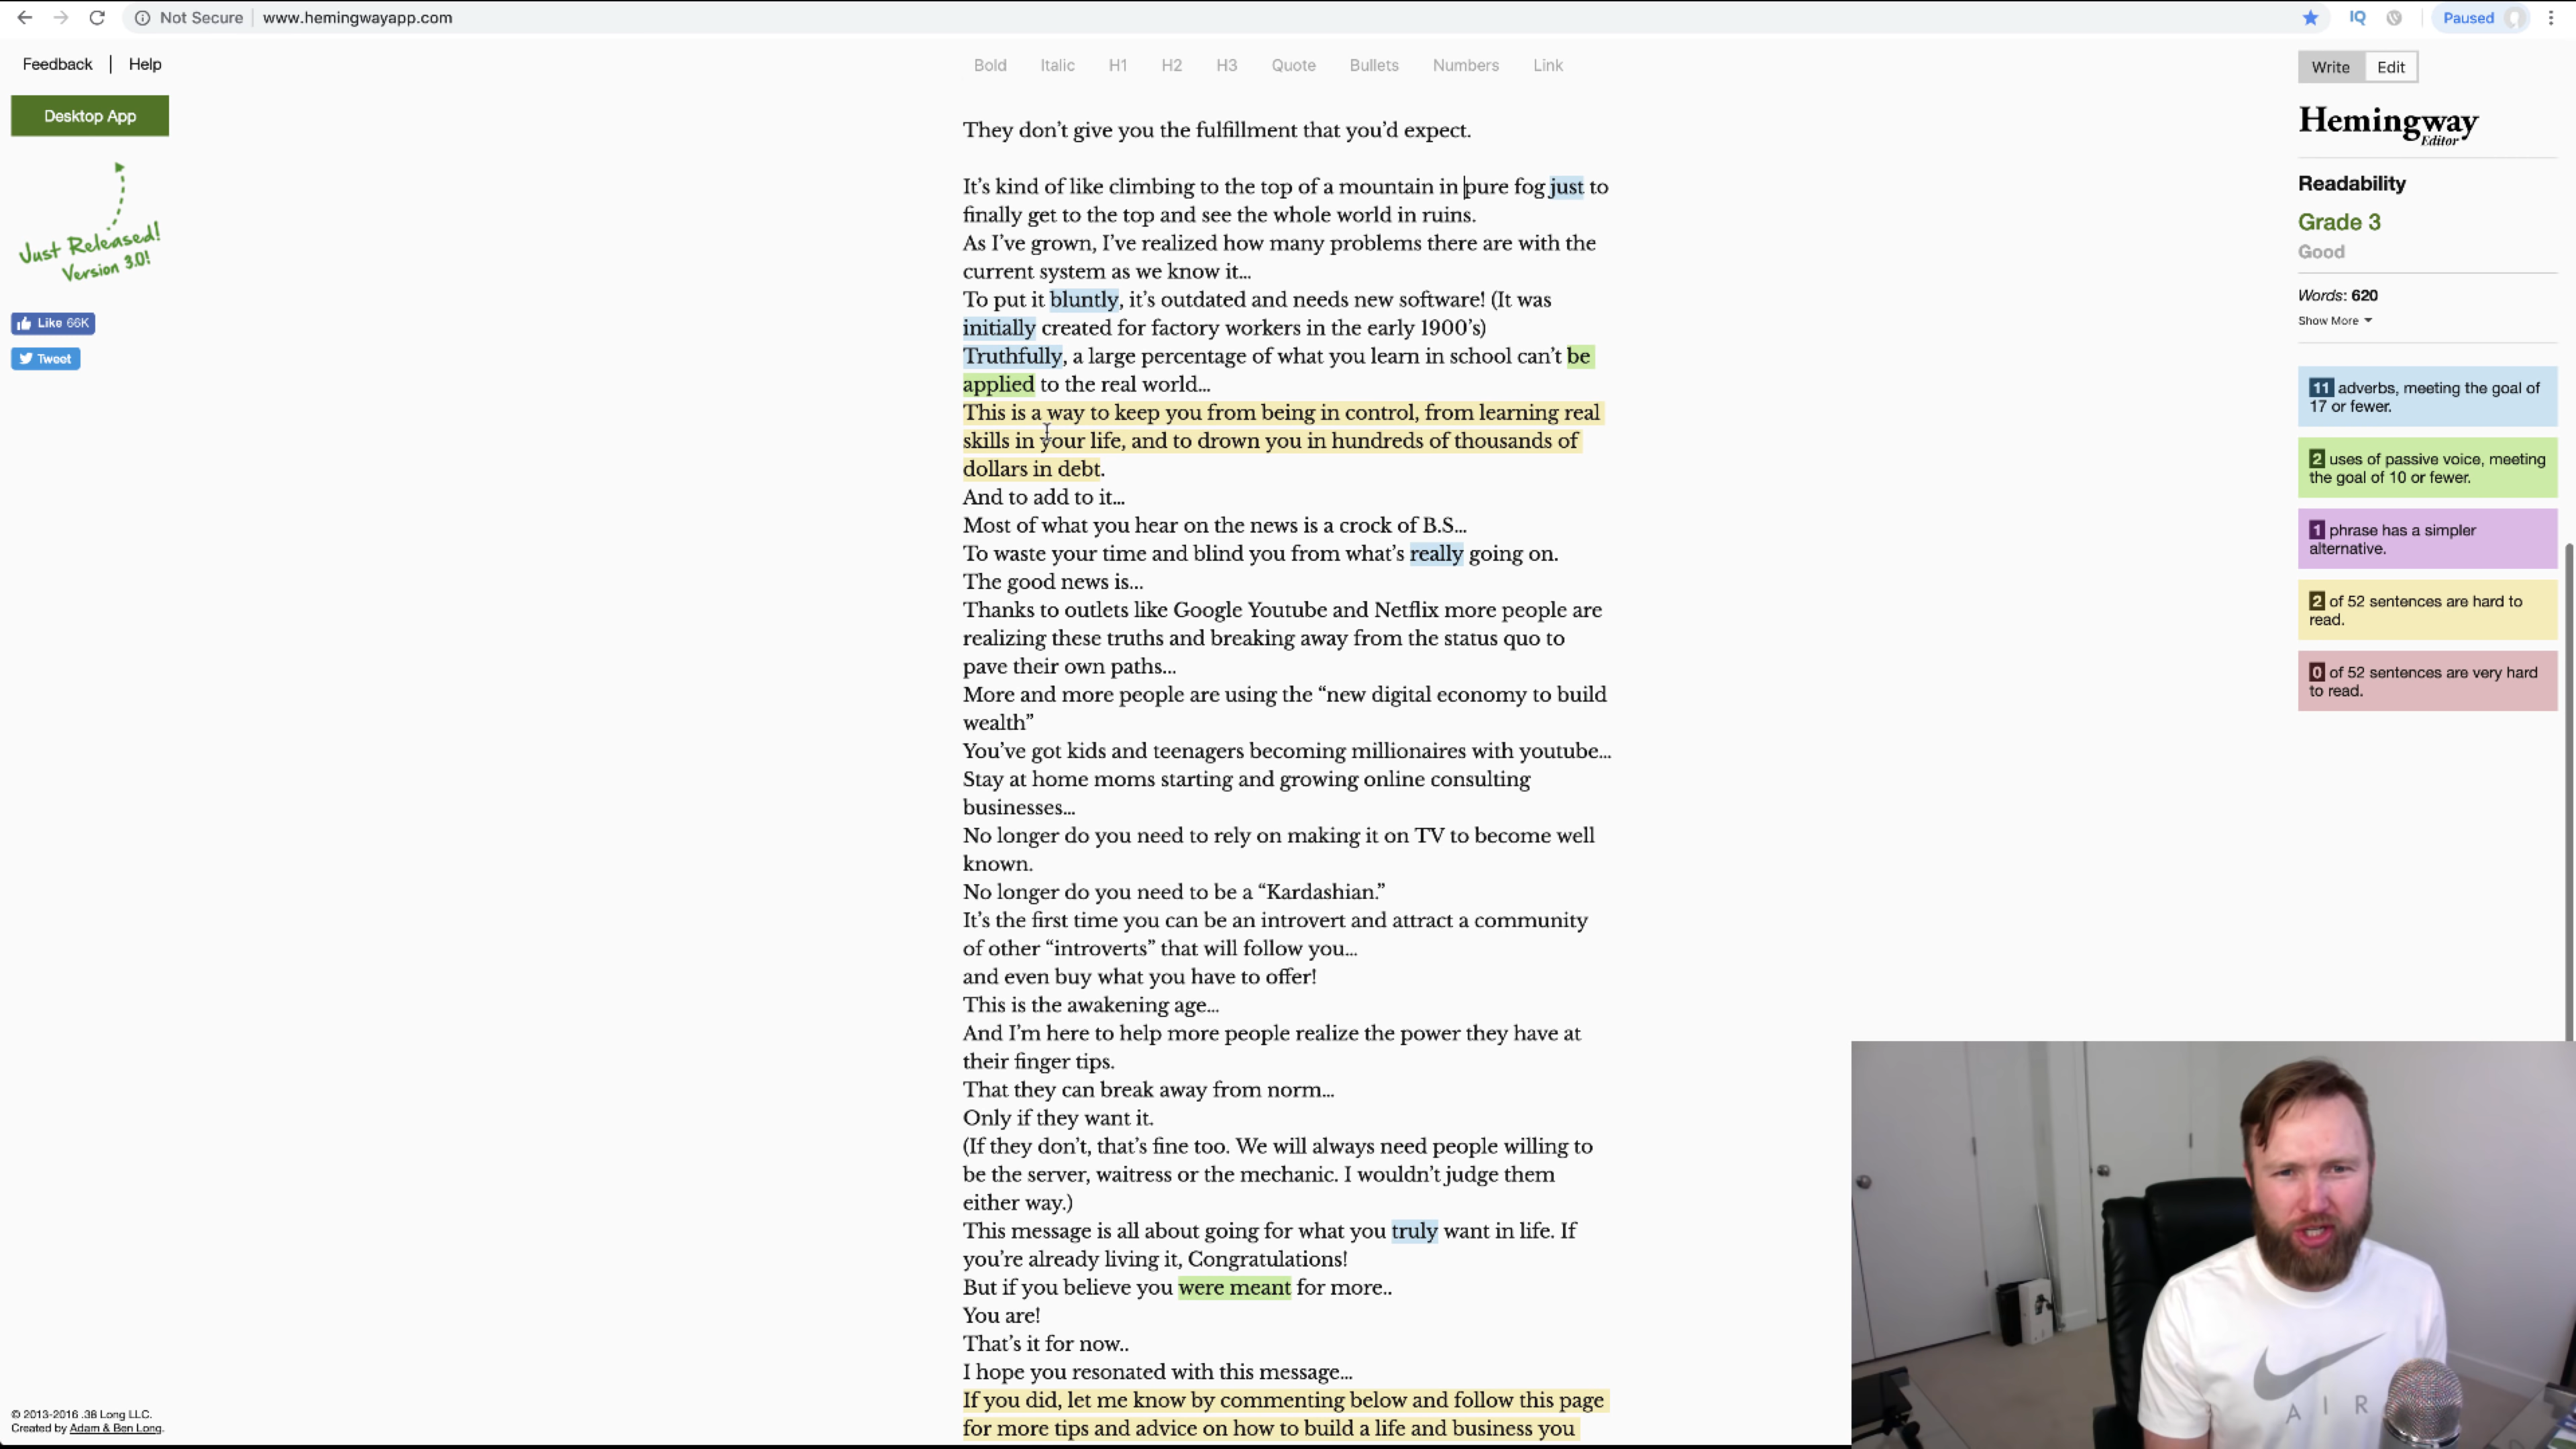 Not Secure www.hemingwayapp.com IQ Paused
Feedback | Help
Desktop App
Just Released!
Version 3.0!
Like 66K
Tweet
© 2013-2016 .38 Long LLC.
Created by Adam & Ben Long.
Bold Italic H1 H2 H3 Quote Bullets Numbers Link
They don’t give you the fulfillment that you’d expect.
It’s kind of like climbing to the top of a mountain in pure fog just to
finally get to the top and see the whole world in ruins.
As I’ve grown, I’ve realized how many problems there are with the
current system as we know it…
To put it bluntly, it’s outdated and needs new software! (It was
initially created for factory workers in the early 1900’s)
Truthfully, a large percentage of what you learn in school can’t be
applied to the real world…
This is a way to keep you from being in control, from learning real
skills in your life, and to drown you in hundreds of thousands of
dollars in debt.
And to add to it…
Most of what you hear on the news is a crock of B.S…
To waste your time and blind you from what’s really going on.
The good news is…
Thanks to outlets like Google Youtube and Netflix more people are
realizing these truths and breaking away from the status quo to
pave their own paths…
More and more people are using the “new digital economy to build
wealth”
You’ve got kids and teenagers becoming millionaires with youtube…
Stay at home moms starting and growing online consulting
businesses…
No longer do you need to rely on making it on TV to become well
known.
No longer do you need to be a “Kardashian.”
It’s the first time you can be an introvert and attract a community
of other “introverts” that will follow you…
and even buy what you have to offer!
This is the awakening age…
And I’m here to help more people realize the power they have at
their finger tips.
That they can break away from norm…
Only if they want it.
(If they don’t, that’s fine too. We will always need people willing to
be the server, waitress or the mechanic. I wouldn’t judge them
either way.)
This message is all about going for what you truly want in life. If
you’re already living it, Congratulations!
But if you believe you were meant for more..
You are!
That’s it for now..
I hope you resonated with this message…
If you did, let me know by commenting below and follow this page
for more tips and advice on how to build a life and business you
Write Edit
Hemingway
Editor
Readability
Grade 3
Good
Words: 620
Show More
11 adverbs, meeting the goal of
17 or fewer.
2 uses of passive voice, meeting
the goal of 10 or fewer.
1 phrase has a simpler
alternative.
2 of 52 sentences are hard to
read.
0 of 52 sentences are very hard
to read.
AIR